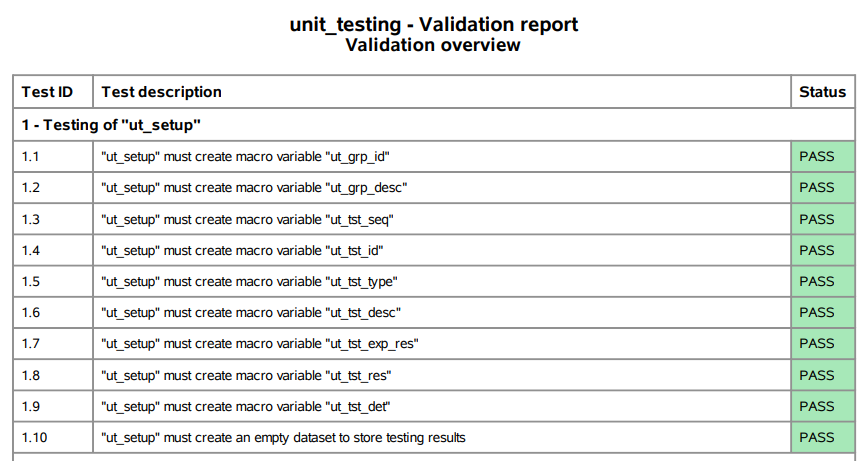 unit_testing - Validation report
Validation overview
Test ID Test description Status
1 - Testing of "ut_setup"
1.1 "ut_setup" must create macro variable "ut_grp_id" PASS
1.2 "ut_setup" must create macro variable "ut_grp_desc" PASS
1.3 "ut_setup" must create macro variable "ut_tst_seq" PASS
1.4 "ut_setup" must create macro variable "ut_tst_id" PASS
1.5 "ut_setup" must create macro variable "ut_tst_type" PASS
1.6 "ut_setup" must create macro variable "ut_tst_desc" PASS
1.7 "ut_setup" must create macro variable "ut_tst_exp_res" PASS
1.8 "ut_setup" must create macro variable "ut_tst_res" PASS
1.9 "ut_setup" must create macro variable "ut_tst_det" PASS
1.10 "ut_setup" must create an empty dataset to store testing results PASS